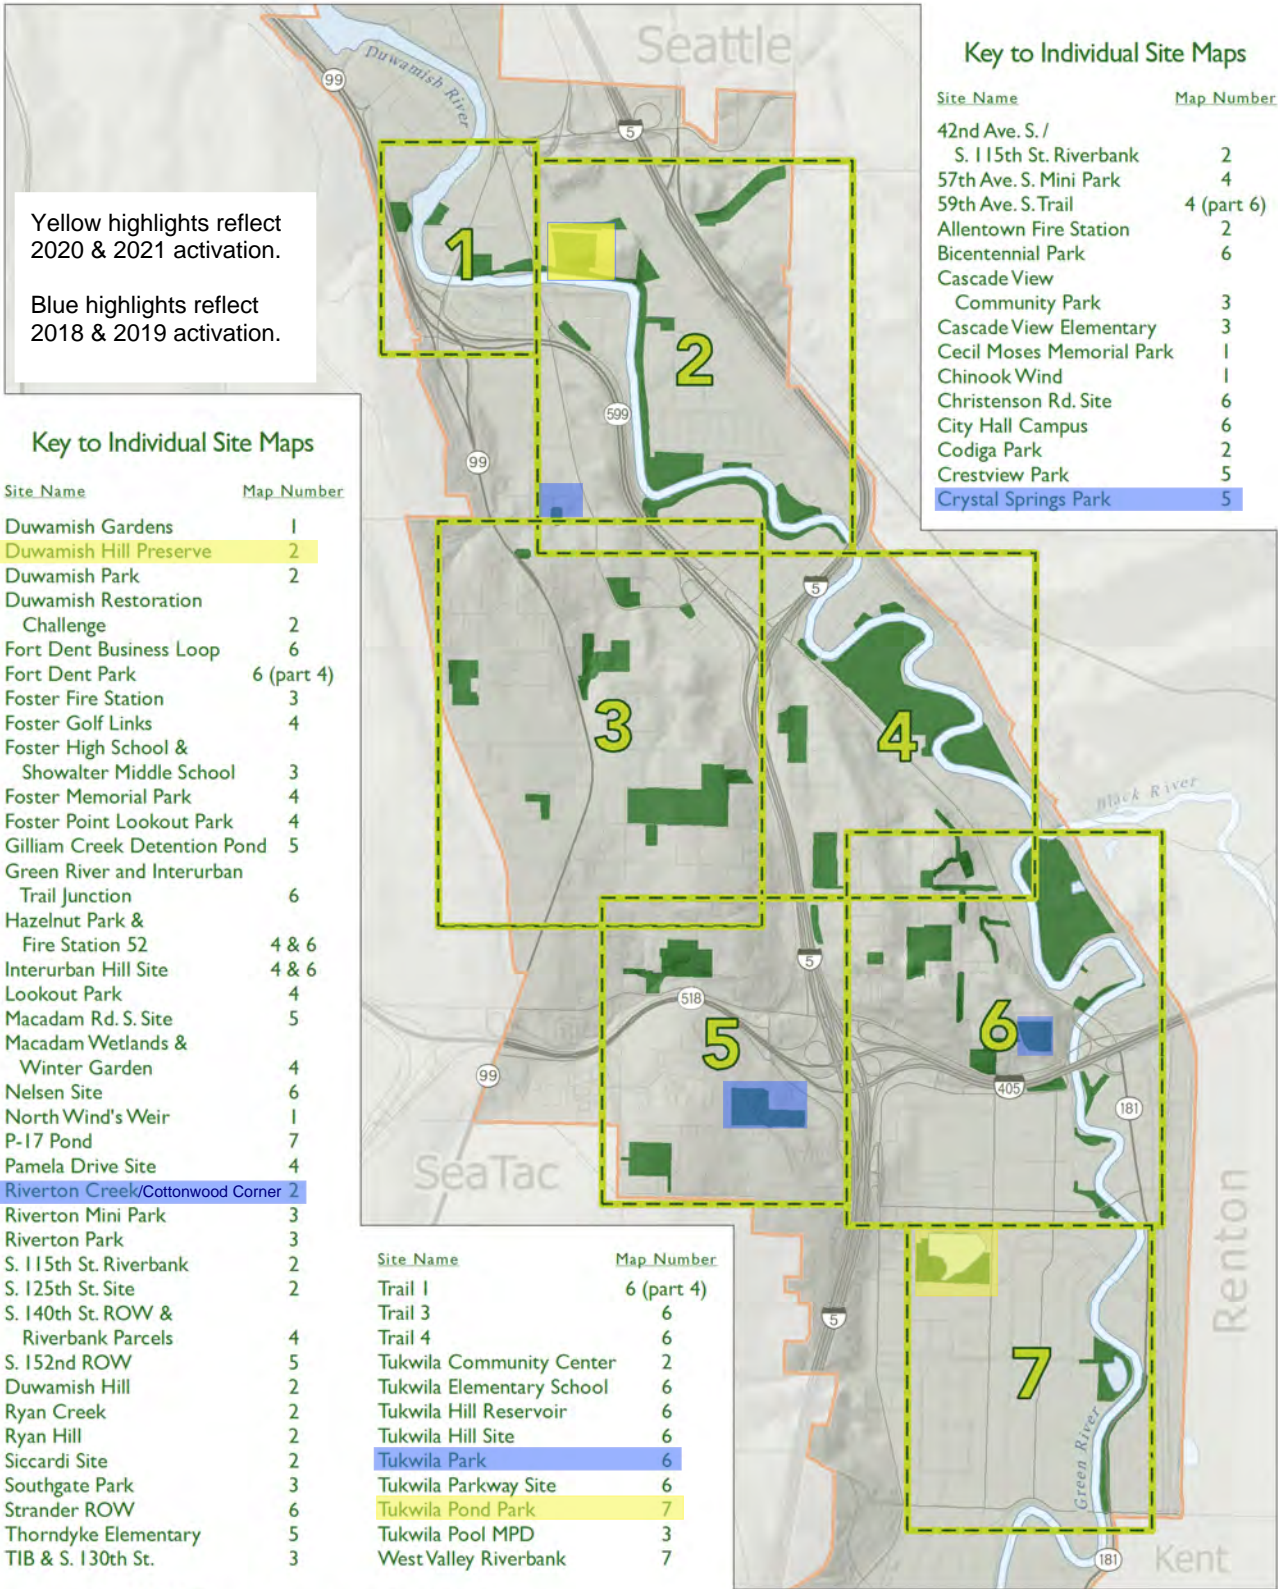 Seattle
Duwamish River
99
5
Yellow highlights reflect
2020 & 2021 activation.
Blue highlights reflect
2018 & 2019 activation.
1
2
599
99
5
3
4
Black River
5
518
5
6
405
99
181
SeaTac
Renton
5
7
Green River
181
Kent
Key to Individual Site Maps
Site Name Map Number
42nd Ave. S. /
S. 115th St. Riverbank 2
57th Ave. S. Mini Park 4
59th Ave. S. Trail 4 (part 6)
Allentown Fire Station 2
Bicentennial Park 6
Cascade View
Community Park 3
Cascade View Elementary 3
Cecil Moses Memorial Park 1
Chinook Wind 1
Christenson Rd. Site 6
City Hall Campus 6
Codiga Park 2
Crestview Park 5
Crystal Springs Park 5
Key to Individual Site Maps
Site Name Map Number
Duwamish Gardens 1
Duwamish Hill Preserve 2
Duwamish Park 2
Duwamish Restoration
Challenge 2
Fort Dent Business Loop 6
Fort Dent Park 6 (part 4)
Foster Fire Station 3
Foster Golf Links 4
Foster High School &
Showalter Middle School 3
Foster Memorial Park 4
Foster Point Lookout Park 4
Gilliam Creek Detention Pond 5
Green River and Interurban
Trail Junction 6
Hazelnut Park &
Fire Station 52 4 & 6
Interurban Hill Site 4 & 6
Lookout Park 4
Macadam Rd. S. Site 5
Macadam Wetlands &
Winter Garden 4
Nelsen Site 6
North Wind's Weir 1
P-17 Pond 7
Pamela Drive Site 4
Riverton Creek/Cottonwood Corner 2
Riverton Mini Park 3
Riverton Park 3
S. 115th St. Riverbank 2
S. 125th St. Site 2
S. 140th St. ROW &
Riverbank Parcels 4
S. 152nd ROW 5
Duwamish Hill 2
Ryan Creek 2
Ryan Hill 2
Siccardi Site 2
Southgate Park 3
Strander ROW 6
Thorndyke Elementary 5
TIB & S. 130th St. 3
Site Name Map Number
Trail 1 6 (part 4)
Trail 3 6
Trail 4 6
Tukwila Community Center 2
Tukwila Elementary School 6
Tukwila Hill Reservoir 6
Tukwila Hill Site 6
Tukwila Park 6
Tukwila Parkway Site 6
Tukwila Pond Park 7
Tukwila Pool MPD 3
West Valley Riverbank 7